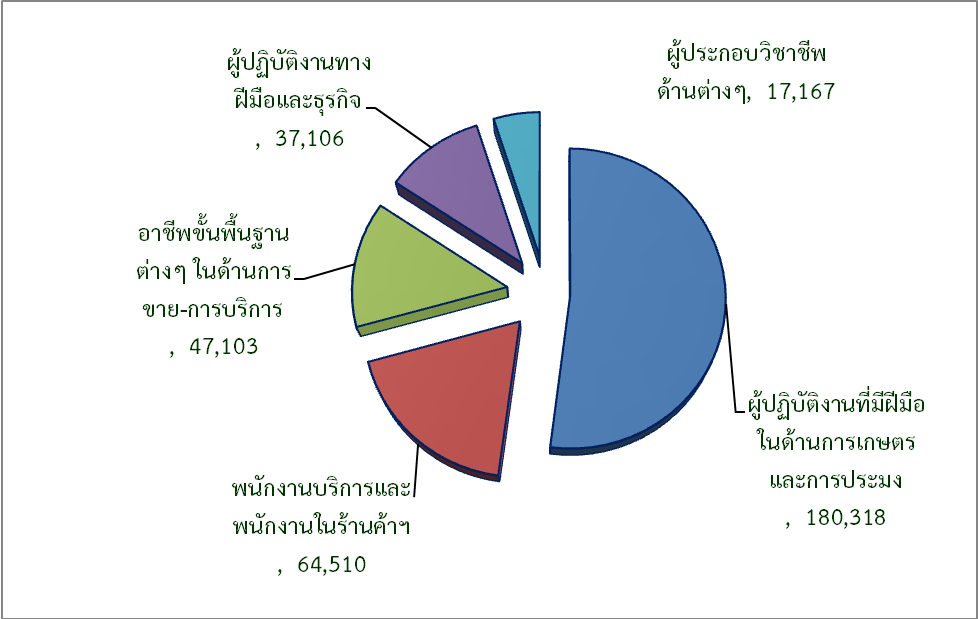 ผู้ประกอบวิชาชีพ
ด้านต่างๆ, 17,167
ผู้ปฏิบัติงานทาง
ฝีมือและธุรกิจ
, 37,106
อาชีพขั้นพื้นฐาน
ต่างๆ ในด้านการ
ขาย-การบริการ
, 47,103
ผู้ปฏิบัติงานที่มีฝีมือ
ในด้านการเกษตร
และการประมง
, 180,318
พนักงานบริการและ
พนักงานในร้านค้าฯ
, 64,510